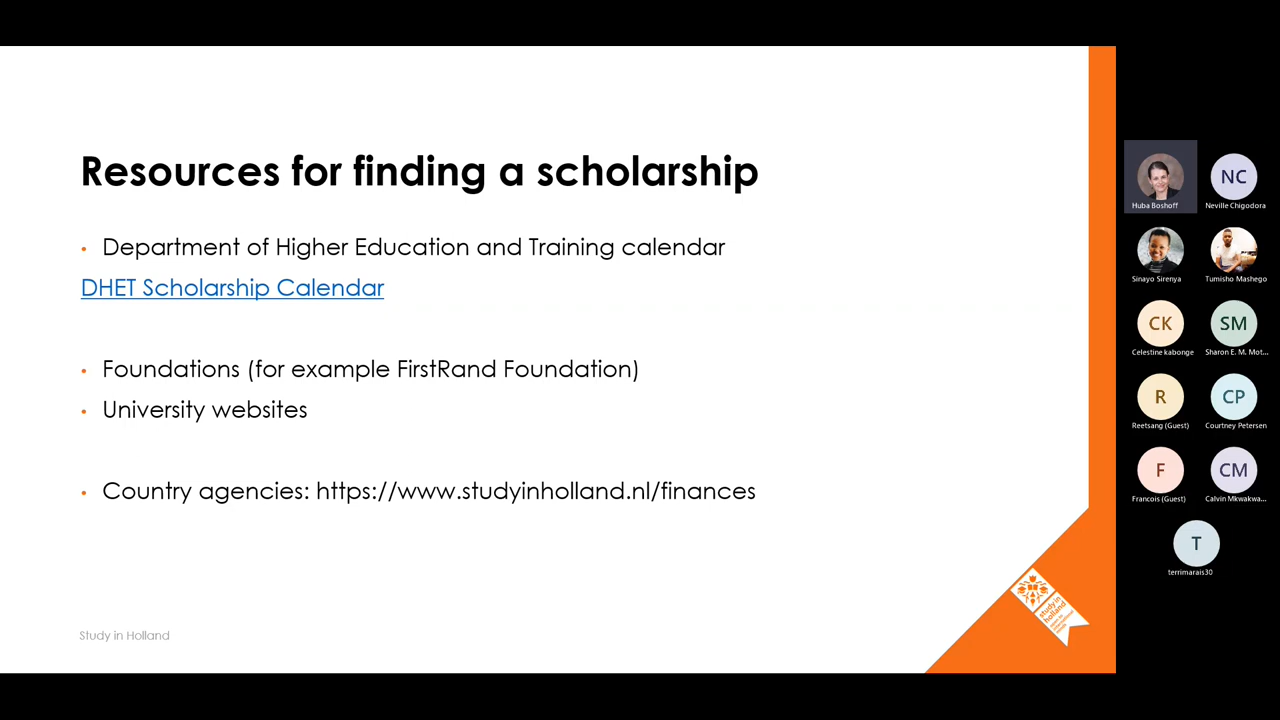 Resources for finding a scholarship
• Department of Higher Education and Training calendar
DHET Scholarship Calendar
• Foundations (for example FirstRand Foundation)
• University websites
• Country agencies: https://www.studyinholland.nl/finances
Study in Holland
study in
holland
NC
Huba Boshoff
Neville Chigodora
Sinayo Sirenya
Tumisho Mashego
CK
SM
Celestine kabonge
Sharon E. M. Mot...
R
CP
Reetsang (Guest)
Courtney Petersen
F
CM
Francois (Guest)
Calvin Mkwakwa...
T
terrimarais30